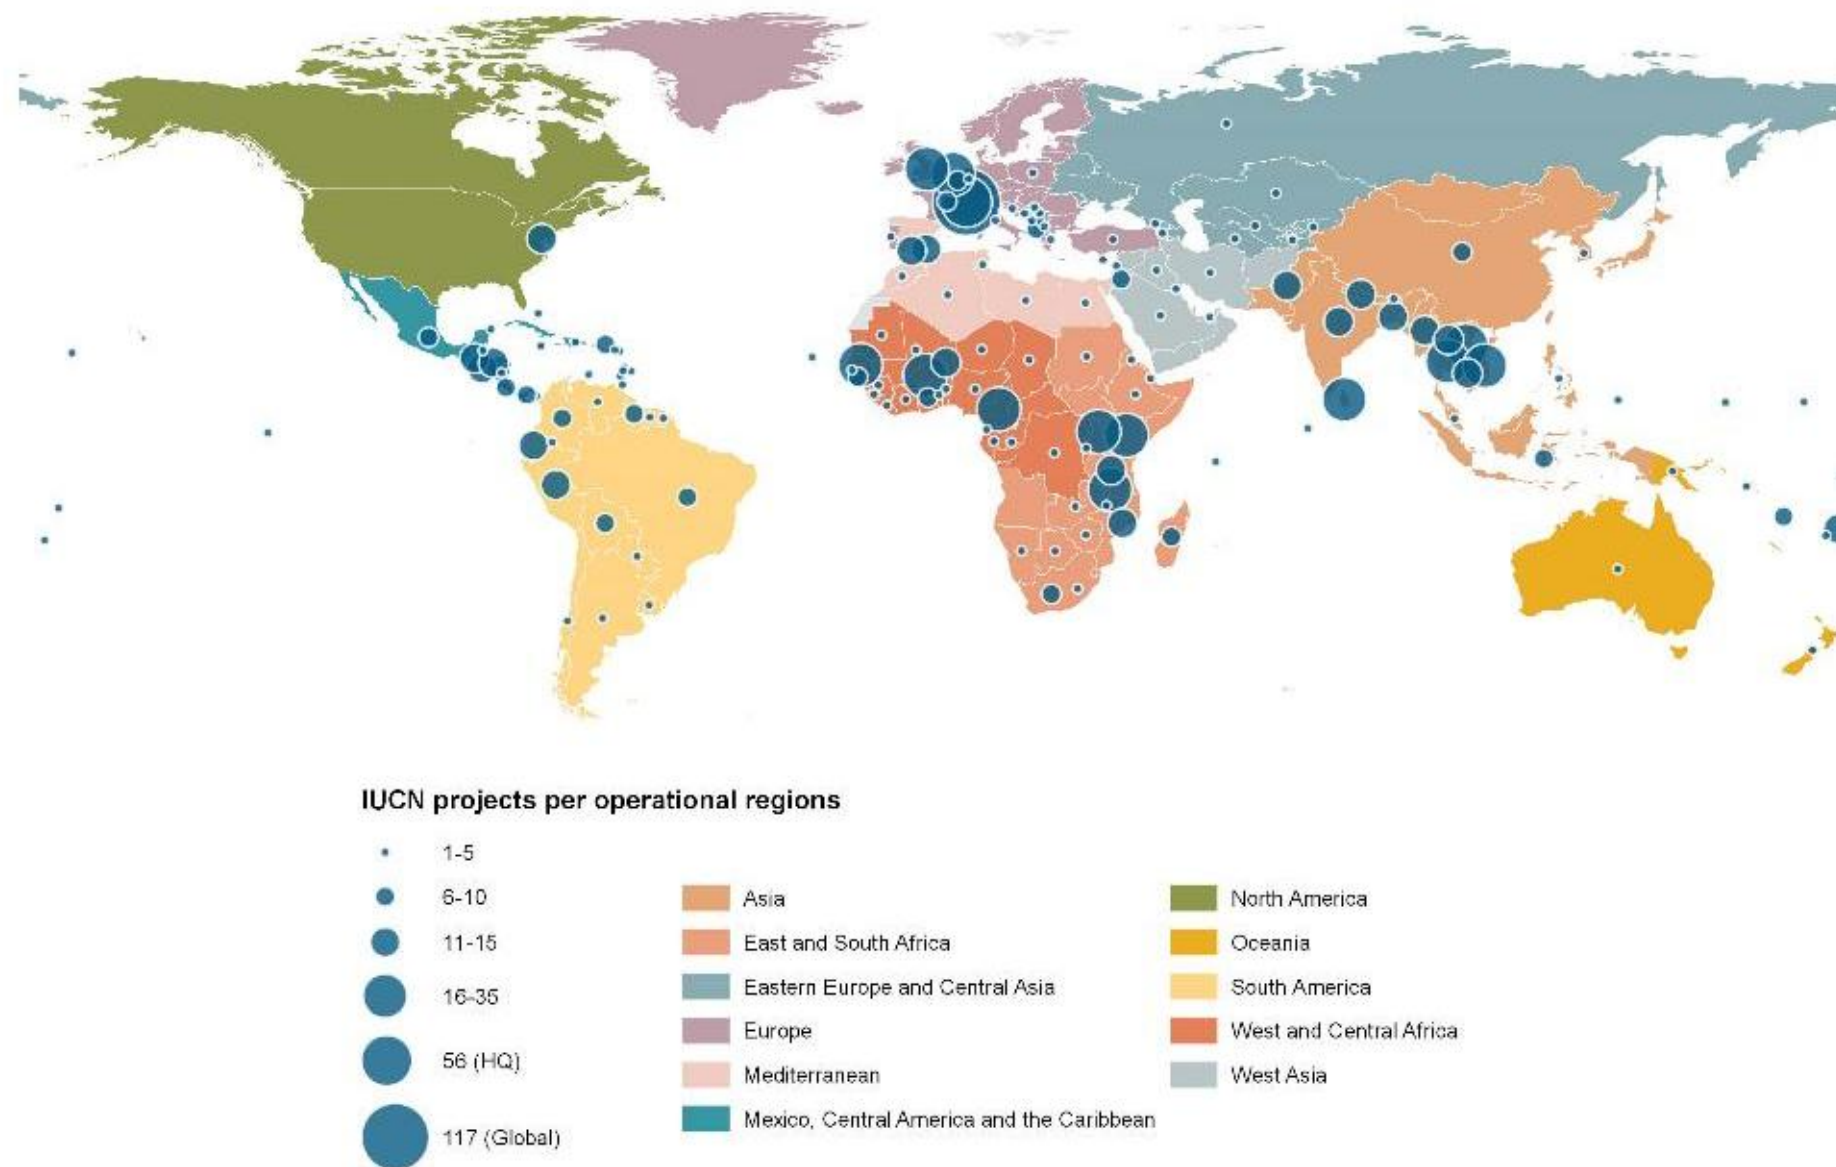 IUCN projects per operational regions
1-5
6-10
11-15
16-35
56 (HQ)
117 (Global)
Asia
East and South Africa
Eastern Europe and Central Asia
Europe
Mediterranean
Mexico, Central America and the Caribbean
North America
Oceania
South America
West and Central Africa
West Asia